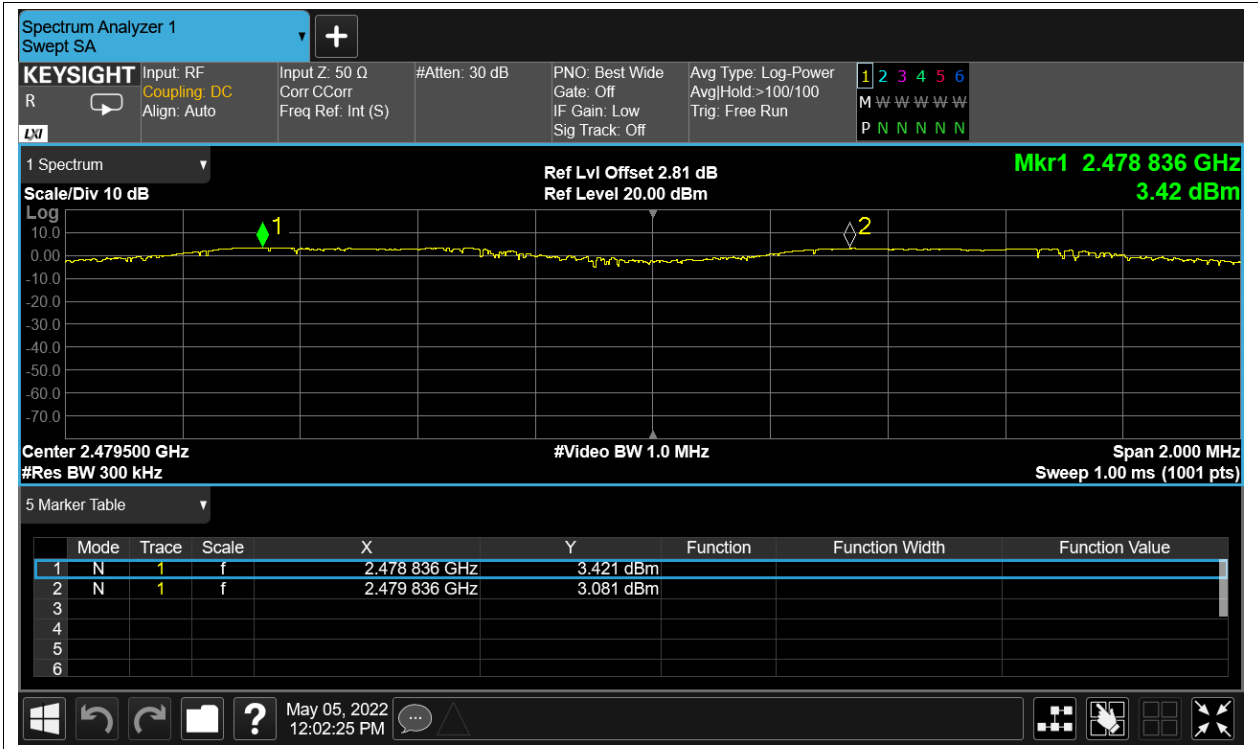 Spectrum Analyzer 1
Swept SA
KEYSIGHT Input: RF Input Z: 50 Ω #Atten: 30 dB PNO: Best Wide Avg Type: Log-Power 1 2 3 4 5 6
R Coupling: DC Corr CCorr Gate: Off Avg|Hold:>100/100 M W W W W W
Align: Auto Freq Ref: Int (S) IF Gain: Low Trig: Free Run
LXI Sig Track: Off P N N N N N
1 Spectrum Ref Lvl Offset 2.81 dB Mkr1 2.478 836 GHz
Scale/Div 10 dB Ref Level 20.00 dBm 3.42 dBm
Log
10.0 1 2
0.00
-10.0
-20.0
-30.0
-40.0
-50.0
-60.0
-70.0
Center 2.479500 GHz #Video BW 1.0 MHz Span 2.000 MHz
#Res BW 300 kHz Sweep 1.00 ms (1001 pts)
5 Marker Table
Mode Trace Scale X Y Function Function Width Function Value
1 N 1 f 2.478 836 GHz 3.421 dBm
2 N 1 f 2.479 836 GHz 3.081 dBm
3
4
5
6
? May 05, 2022
12:02:25 PM